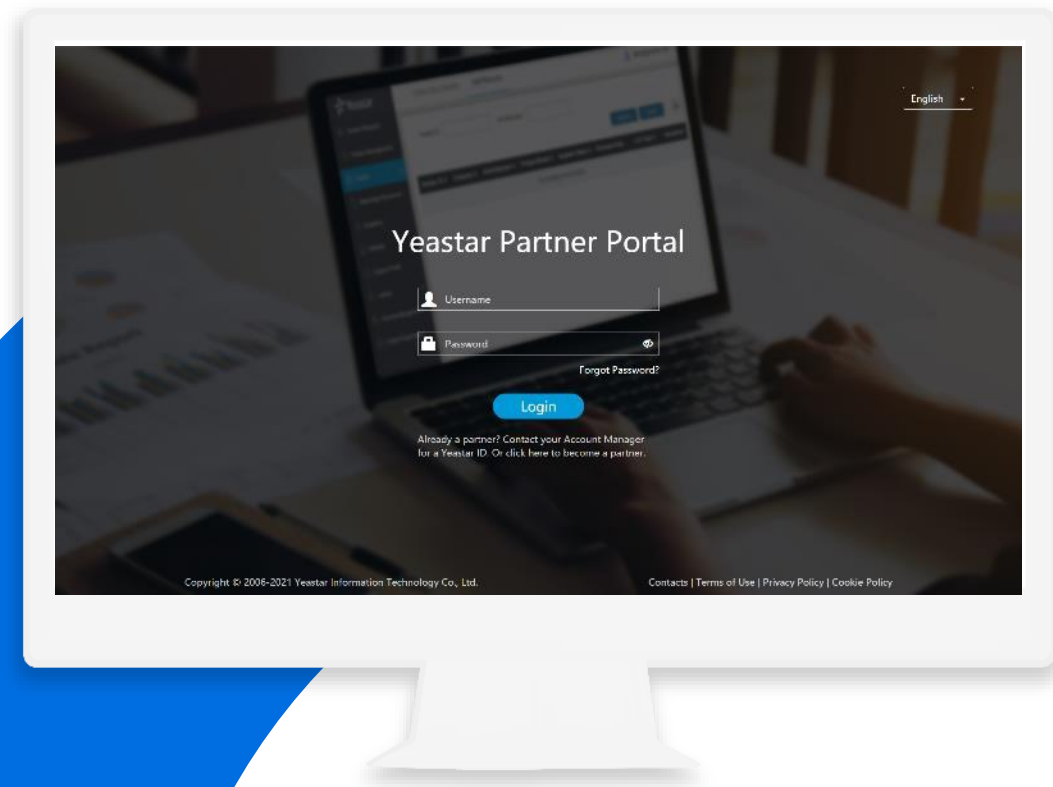 English
Yeastar Partner Portal
Username
Password
Forgot Password?
Login
Already a partner? Contact your Account Manager
for a Yeastar ID. Or click here to become a partner.
Copyright © 2006-2021 Yeastar Information Technology Co., Ltd.
Contacts | Terms of Use | Privacy Policy | Cookie Policy